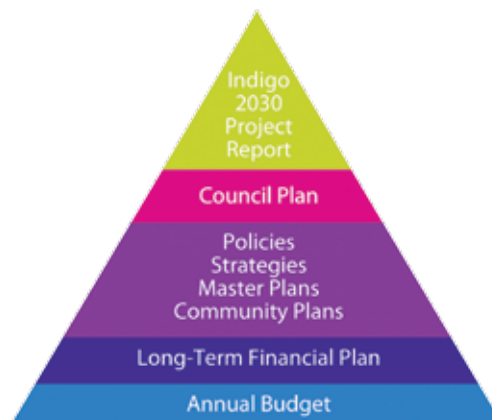 Indigo
2030
Project
Report
Council Plan
Policies
Strategies
Master Plans
Community Plans
Long-Term Financial Plan
Annual Budget